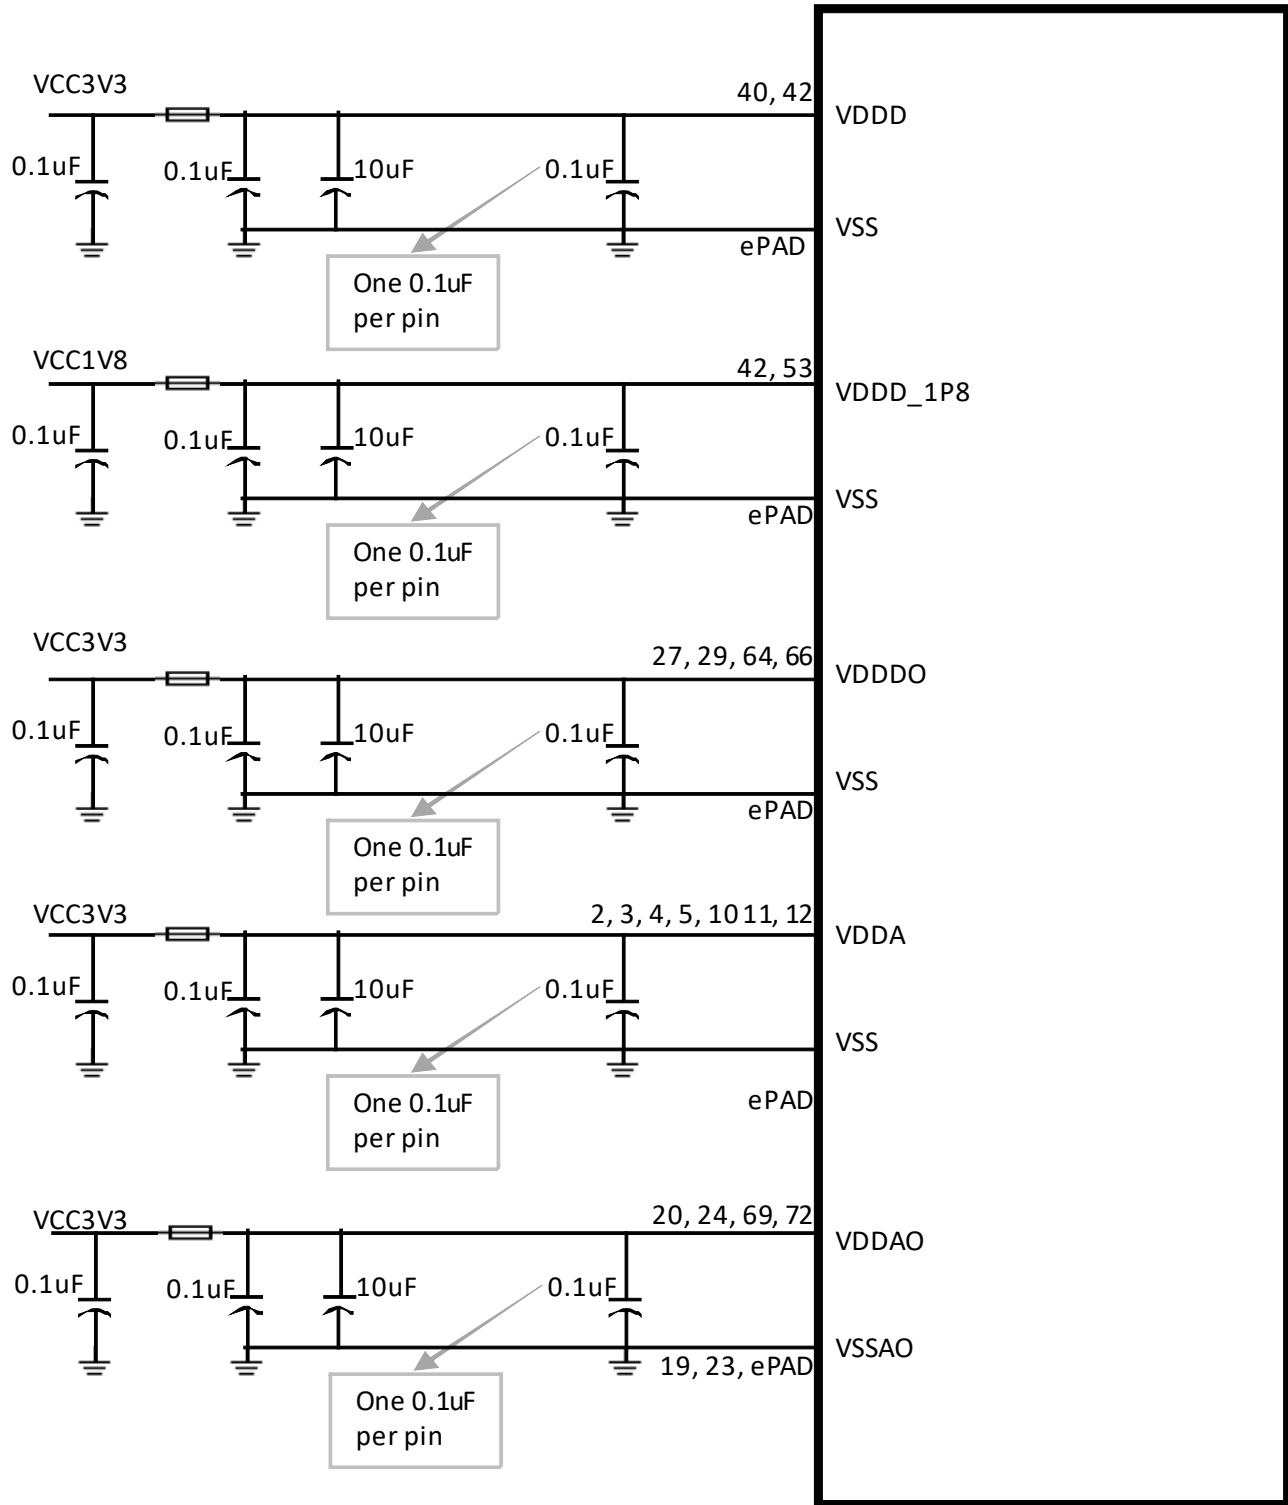 VCC3V3
40, 42
VDDD
0.1uF
0.1uF
10uF
0.1uF
VSS
ePAD
One 0.1uF
per pin
VCC1V8
42, 53
VDDD_1P8
0.1uF
0.1uF
10uF
0.1uF
VSS
ePAD
One 0.1uF
per pin
VCC3V3
27, 29, 64, 66
VDDDO
0.1uF
0.1uF
10uF
0.1uF
VSS
ePAD
One 0.1uF
per pin
VCC3V3
2, 3, 4, 5, 10 11, 12
VDDA
0.1uF
0.1uF
10uF
0.1uF
VSS
ePAD
One 0.1uF
per pin
VCC3V3
20, 24, 69, 72
VDDAO
0.1uF
0.1uF
10uF
0.1uF
VSSAO
19, 23, ePAD
One 0.1uF
per pin